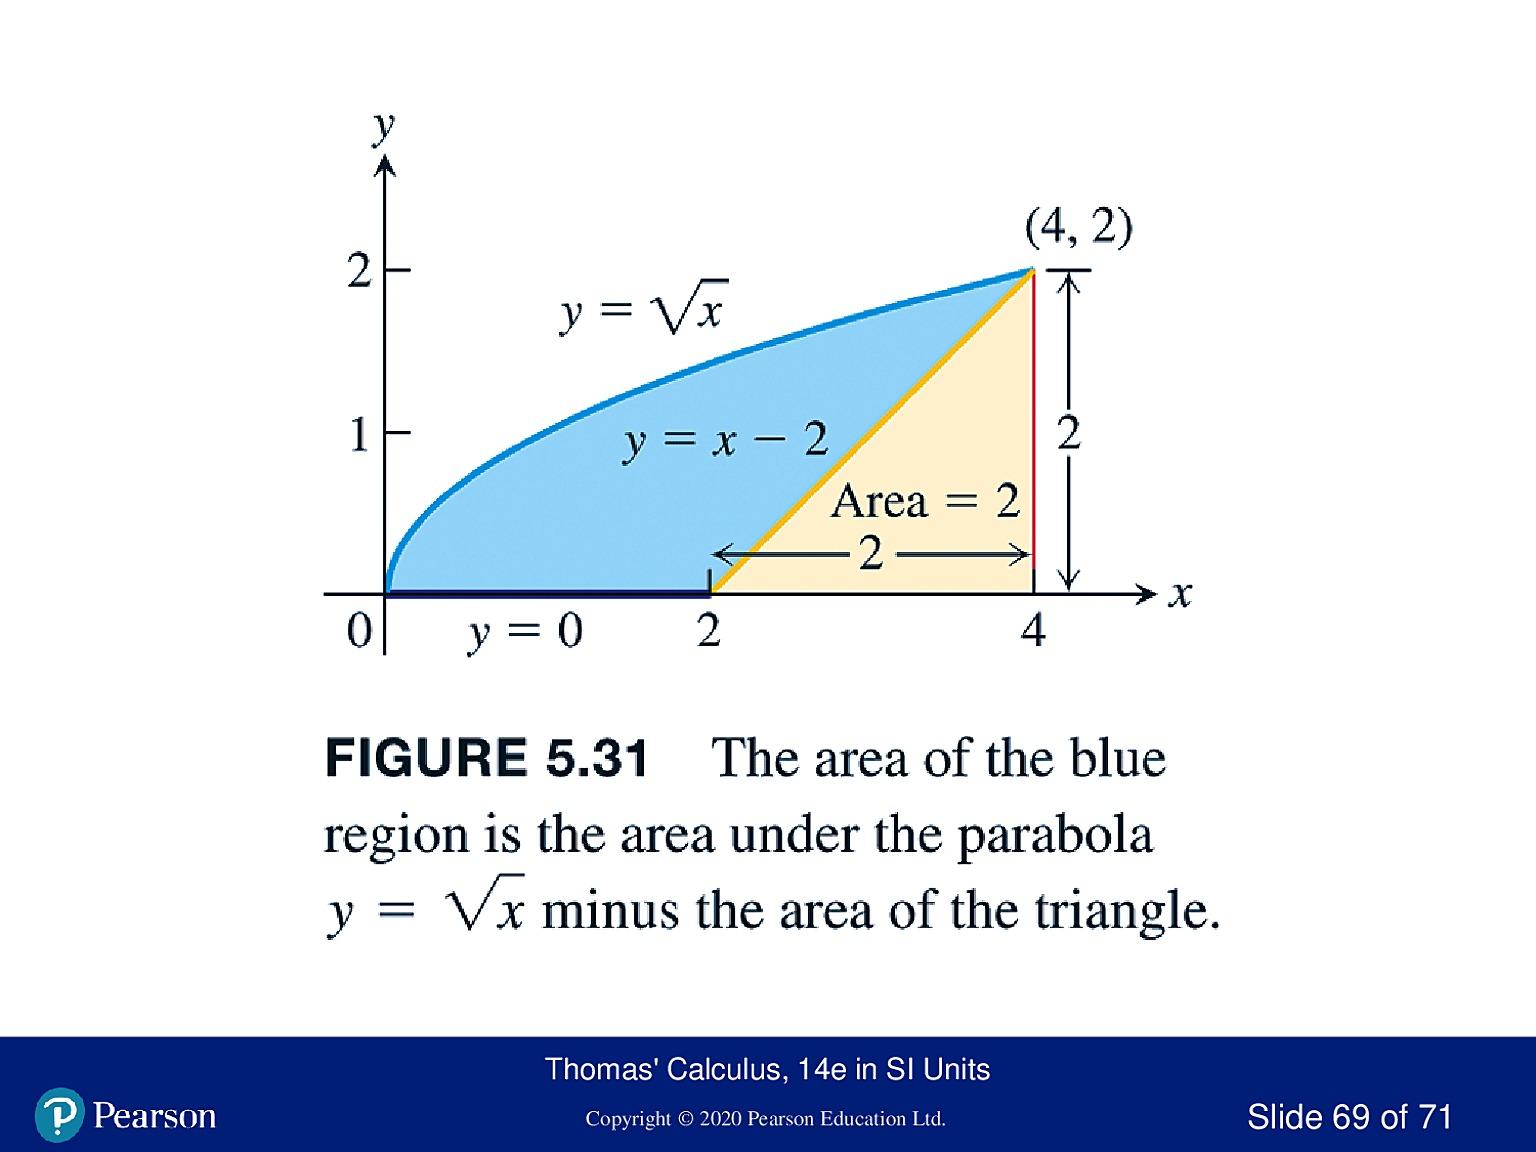 y
(4, 2)
2
y = √x
1
y = x − 2
2
Area = 2
2
x
0
y = 0
2
4
FIGURE 5.31 The area of the blue
region is the area under the parabola
y = √x minus the area of the triangle.
Thomas' Calculus, 14e in SI Units
Pearson
Copyright © 2020 Pearson Education Ltd.
Slide 69 of 71